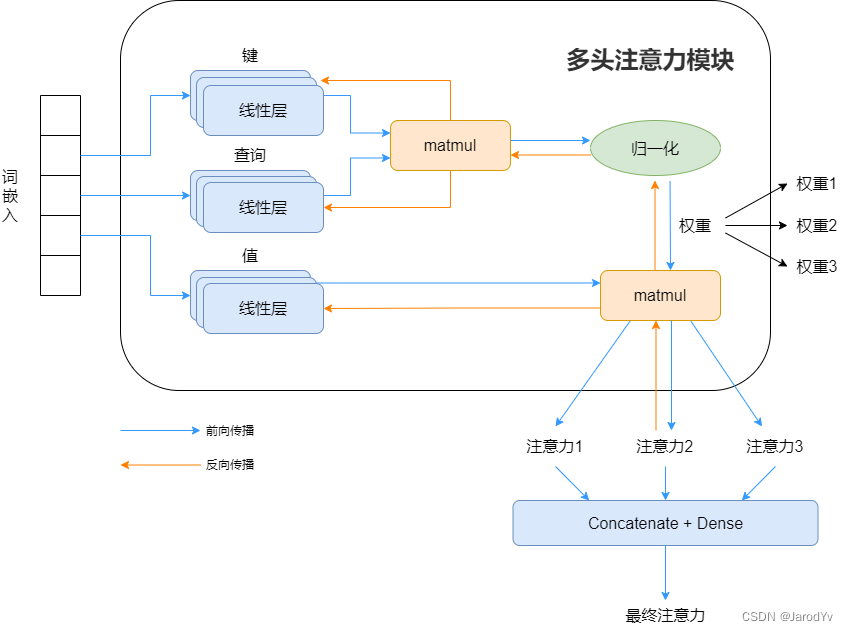 键
多头注意力模块
线性层
matmul
归一化
查询
词嵌入
线性层
权重
权重1
权重2
权重3
值
线性层
matmul
前向传播
反向传播
注意力1
注意力2
注意力3
Concatenate + Dense
最终注意力
CSDN @JarodYv